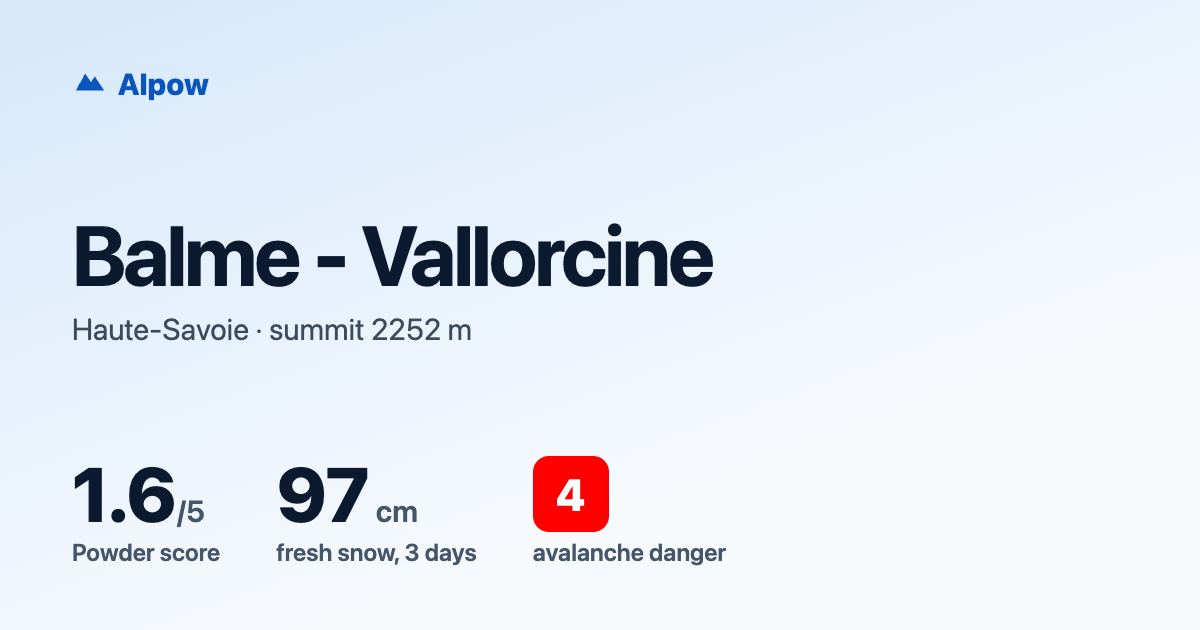 Alpow
Balme - Vallorcine
Haute-Savoie · summit 2252 m
1.6/5 97 cm 4
Powder score fresh snow, 3 days avalanche danger